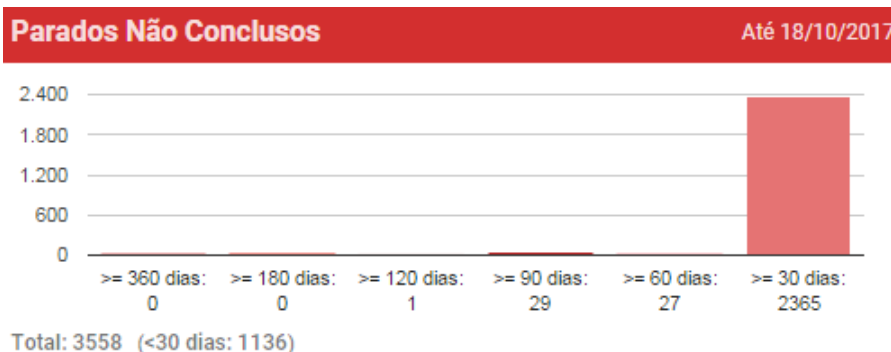 Parados Não Conclusos
Até 18/10/2017
2.400
1.800
1.200
600
0
>= 360 dias: >= 180 dias: >= 120 dias: >= 90 dias: >= 60 dias: >= 30 dias:
0 0 1 29 27 2365
Total: 3558 (<30 dias: 1136)